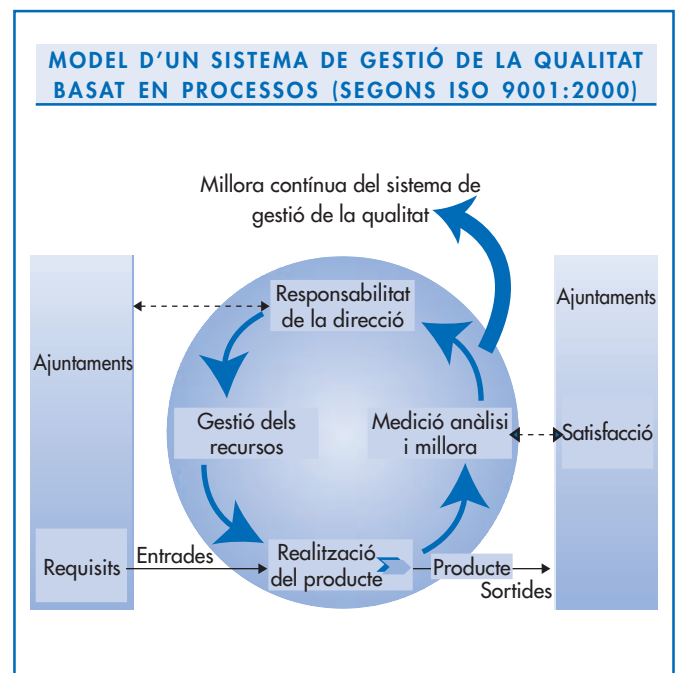 MODEL D'UN SISTEMA DE GESTIÓ DE LA QUALITAT
BASAT EN PROCESSOS (SEGONS ISO 9001:2000)
Millora contínua del sistema de
gestió de la qualitat
Responsabilitat
de la direcció
Ajuntaments
Ajuntaments
Gestió dels
recursos
Medició anàlisi
i millora
Satisfacció
Requisits
Entrades
Realització
del producte
Producte
Sortides